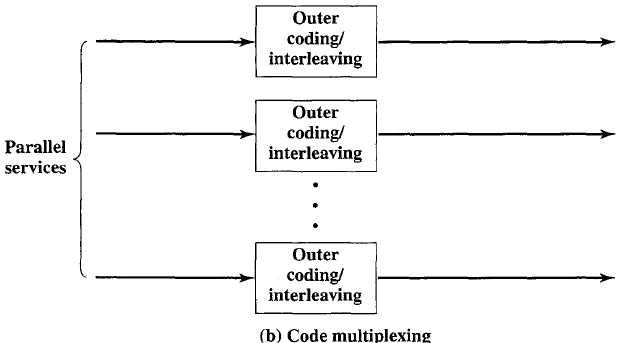 Outer
coding/
interleaving
Outer
coding/
interleaving
Parallel
services
Outer
coding/
interleaving
(b) Code multiplexing